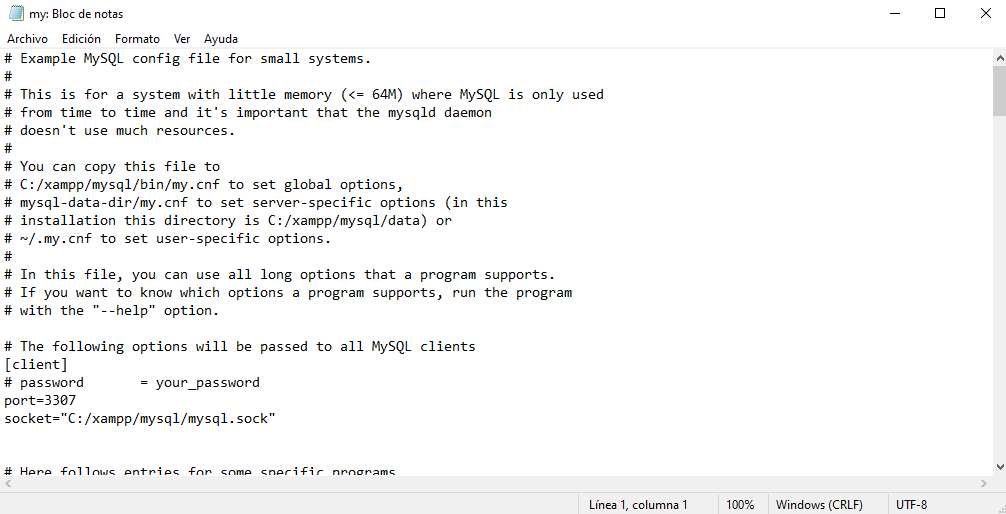 my: Bloc de notas
Archivo Edición Formato Ver Ayuda
# Example MySQL config file for small systems.
#
# This is for a system with little memory (<= 64M) where MySQL is only used
# from time to time and it's important that the mysqld daemon
# doesn't use much resources.
#
# You can copy this file to
# C:/xampp/mysql/bin/my.cnf to set global options,
# mysql-data-dir/my.cnf to set server-specific options (in this
# installation this directory is C:/xampp/mysql/data) or
# ~/.my.cnf to set user-specific options.
#
# In this file, you can use all long options that a program supports.
# If you want to know which options a program supports, run the program
# with the "--help" option.

# The following options will be passed to all MySQL clients
[client]
# password       = your_password
port=3307
socket="C:/xampp/mysql/mysql.sock"


# Here follows entries for some specific programs
Línea 1, columna 1 100% Windows (CRLF) UTF-8